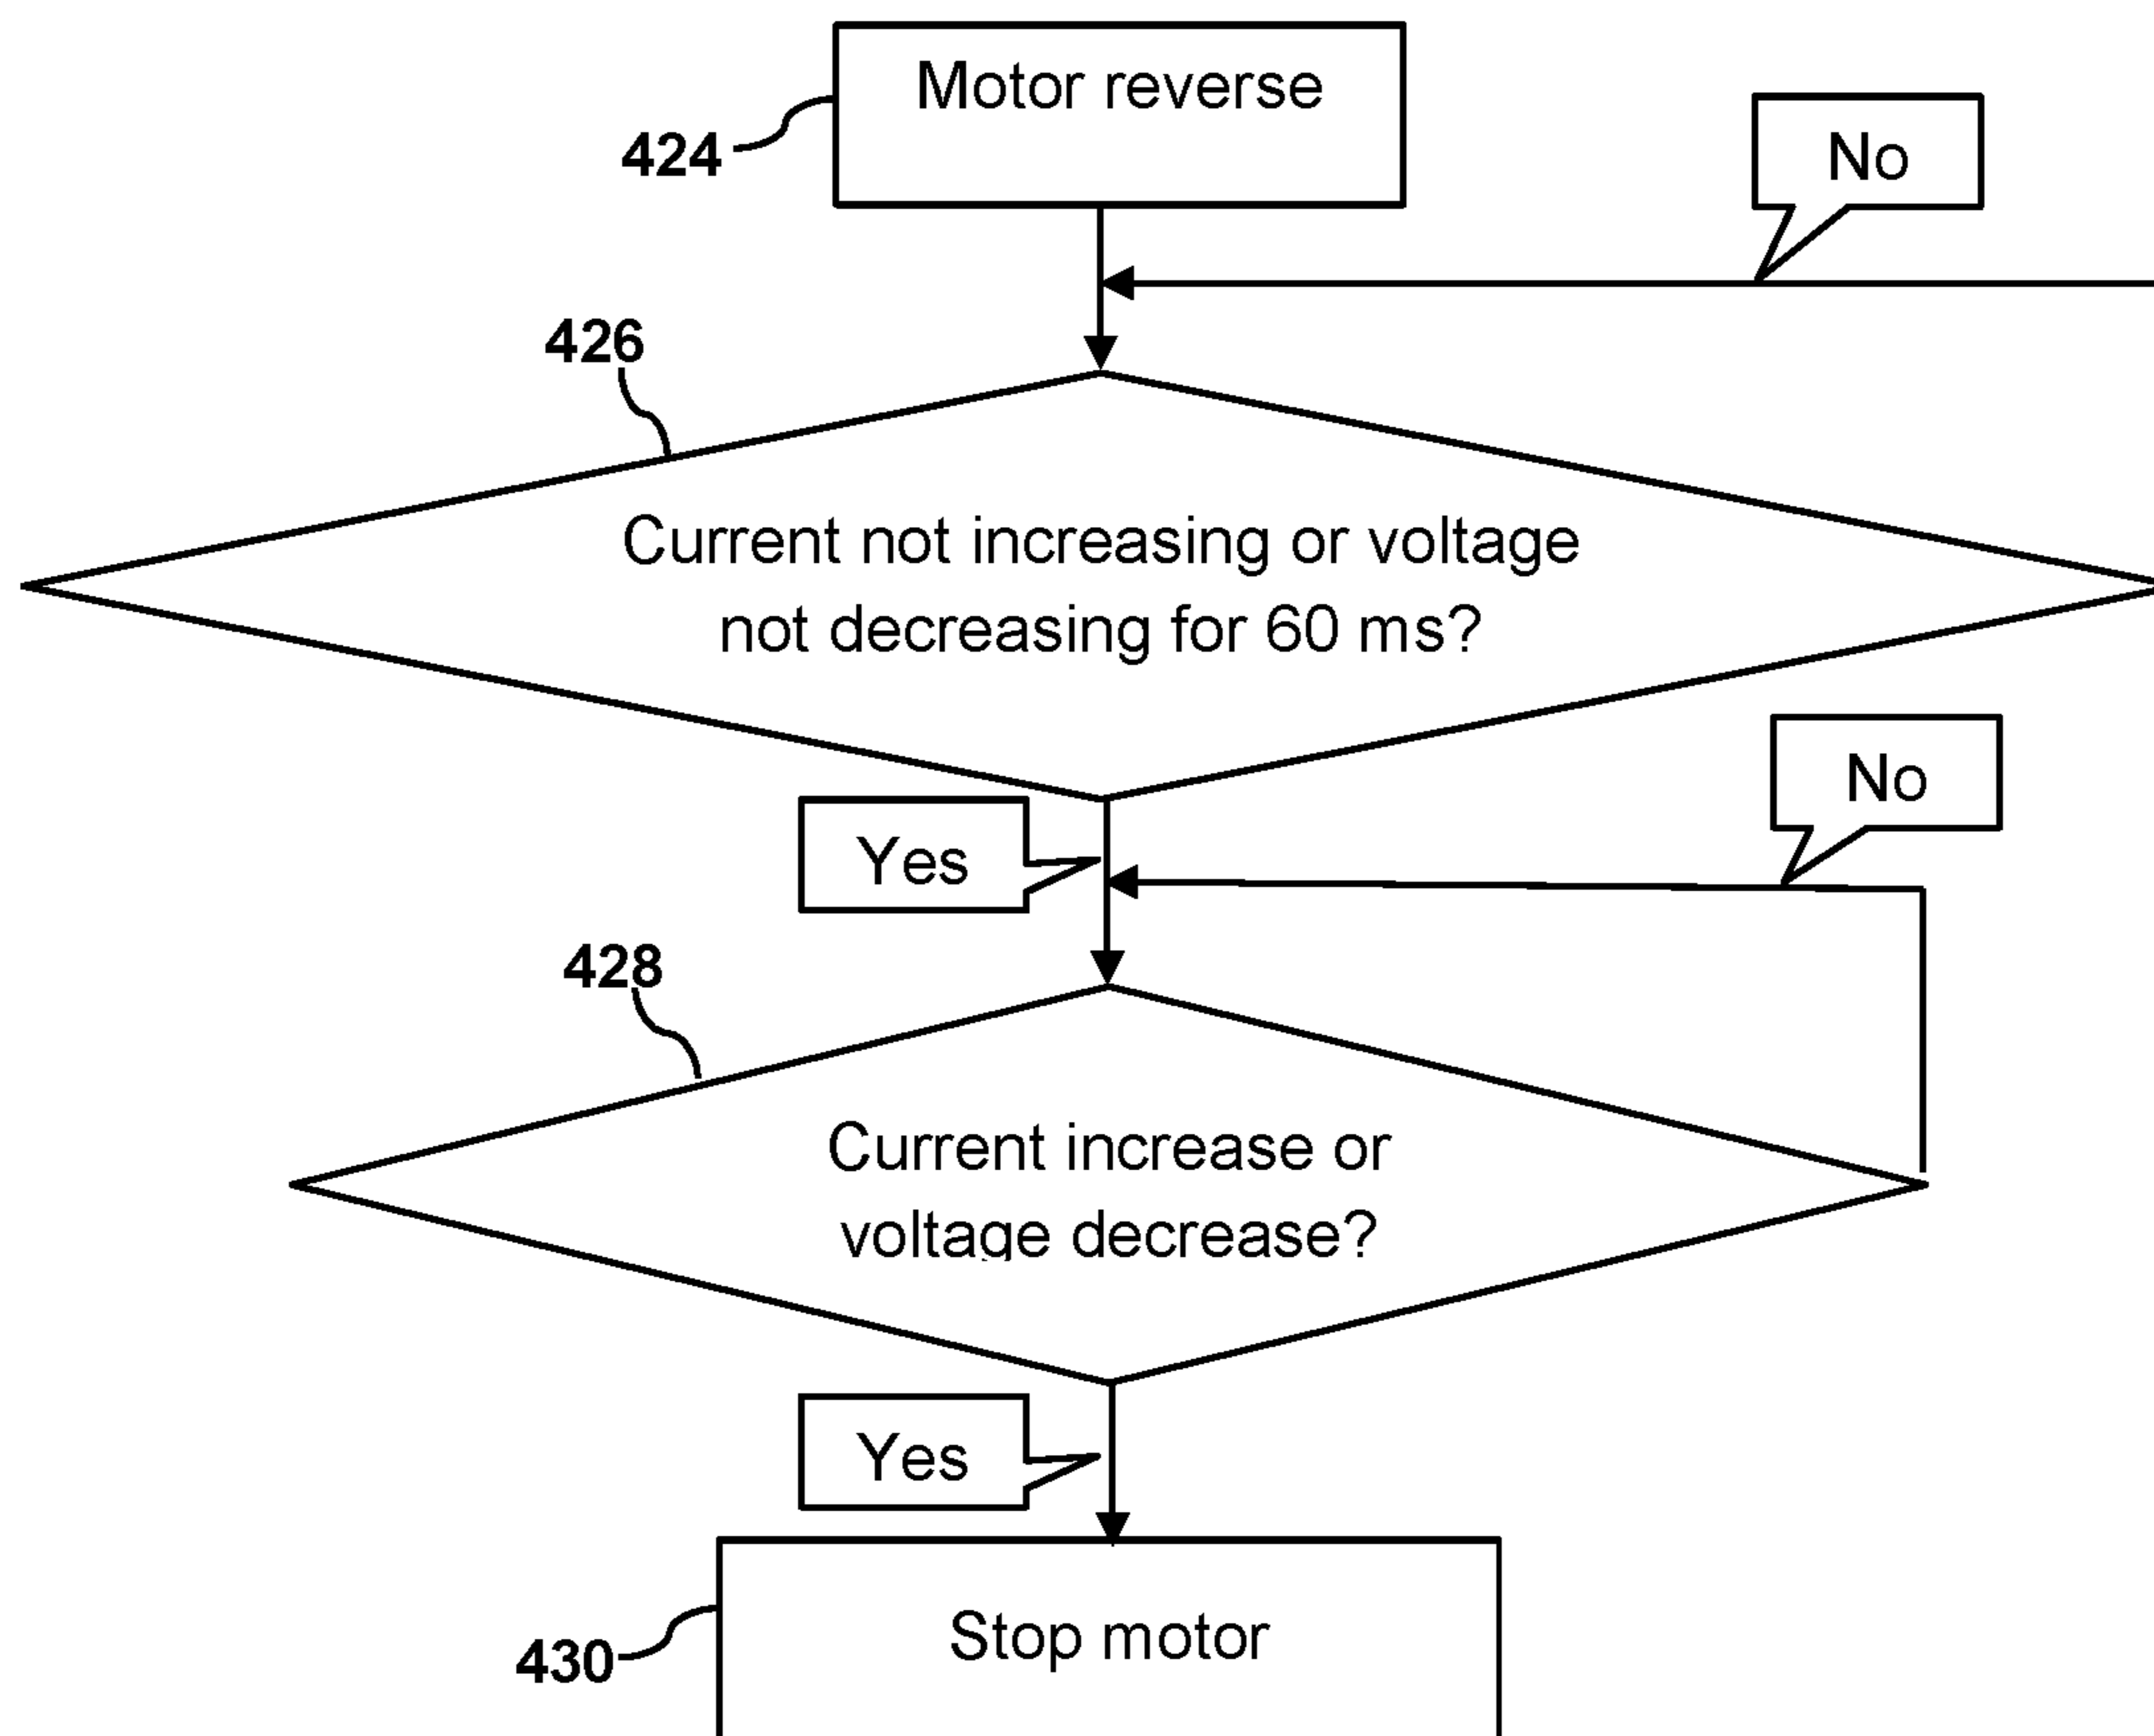 Motor reverse
424
No
426
Current not increasing or voltage
not decreasing for 60 ms?
No
Yes
428
Current increase or
voltage decrease?
Yes
Stop motor
430